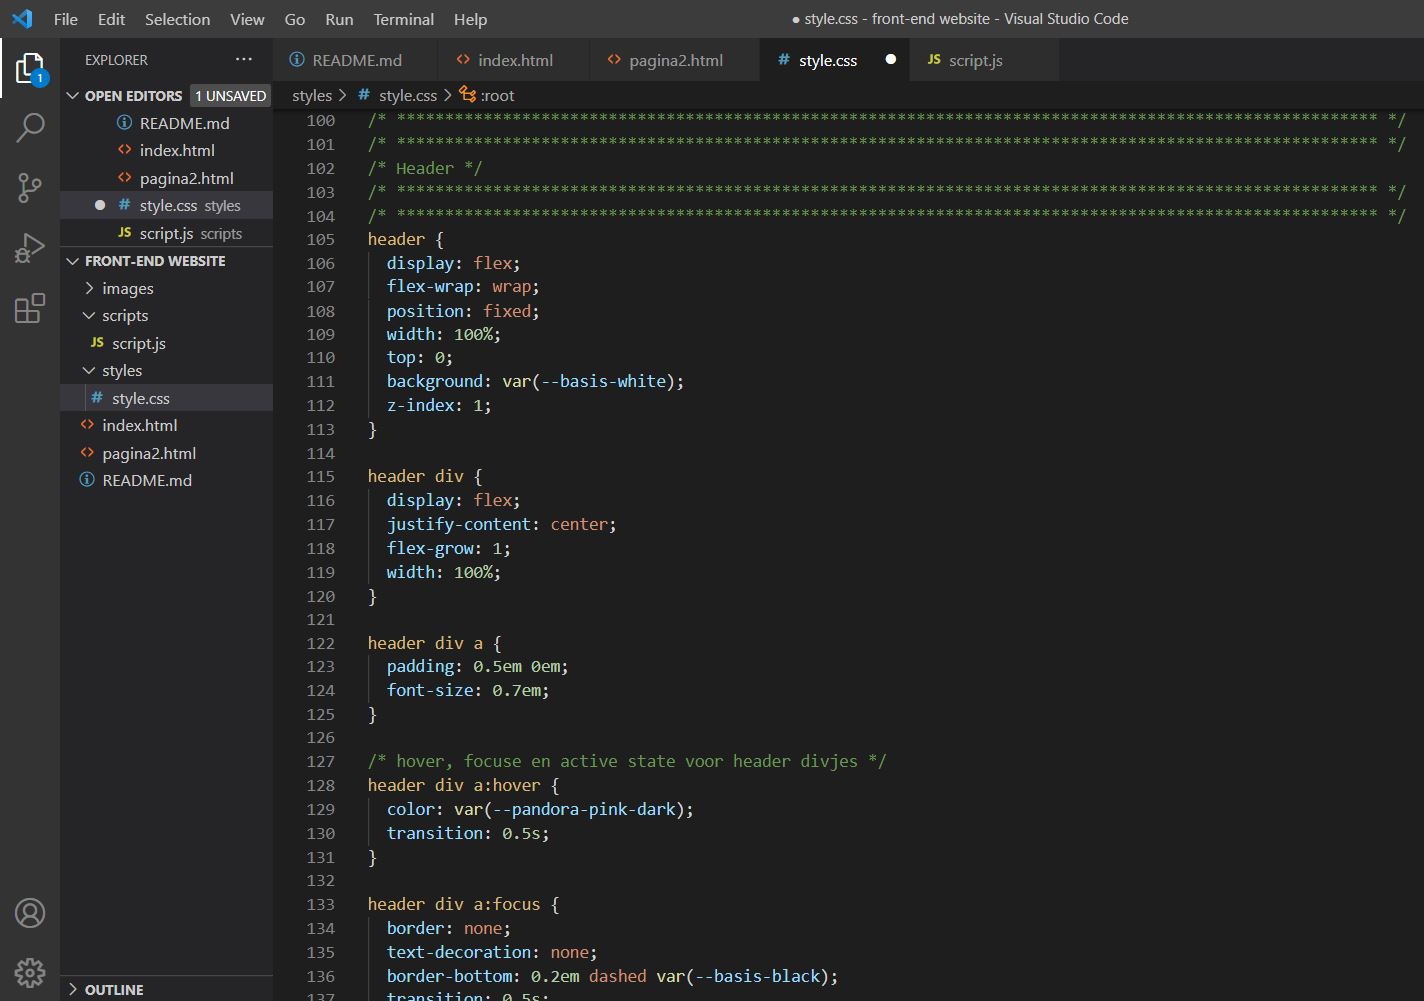 File Edit Selection View Go Run Terminal Help
● style.css - front-end website - Visual Studio Code
EXPLORER ···
1
OPEN EDITORS 1 UNSAVED
README.md
index.html
pagina2.html
style.css styles
script.js scripts
FRONT-END WEBSITE
images
scripts
JS script.js
styles
# style.css
index.html
pagina2.html
README.md
OUTLINE
README.md index.html pagina2.html # style.css ● JS script.js
styles > # style.css > :root
100 /* ****************************************************************************************************** */
101 /* ****************************************************************************************************** */
102 /* Header */
103 /* ****************************************************************************************************** */
104 /* ****************************************************************************************************** */
105 header {
106 display: flex;
107 flex-wrap: wrap;
108 position: fixed;
109 width: 100%;
110 top: 0;
111 background: var(--basis-white);
112 z-index: 1;
113 }
114
115 header div {
116 display: flex;
117 justify-content: center;
118 flex-grow: 1;
119 width: 100%;
120 }
121
122 header div a {
123 padding: 0.5em 0em;
124 font-size: 0.7em;
125 }
126
127 /* hover, focuse en active state voor header divjes */
128 header div a:hover {
129 color: var(--pandora-pink-dark);
130 transition: 0.5s;
131 }
132
133 header div a:focus {
134 border: none;
135 text-decoration: none;
136 border-bottom: 0.2em dashed var(--basis-black);
137 transition: 0.5s;